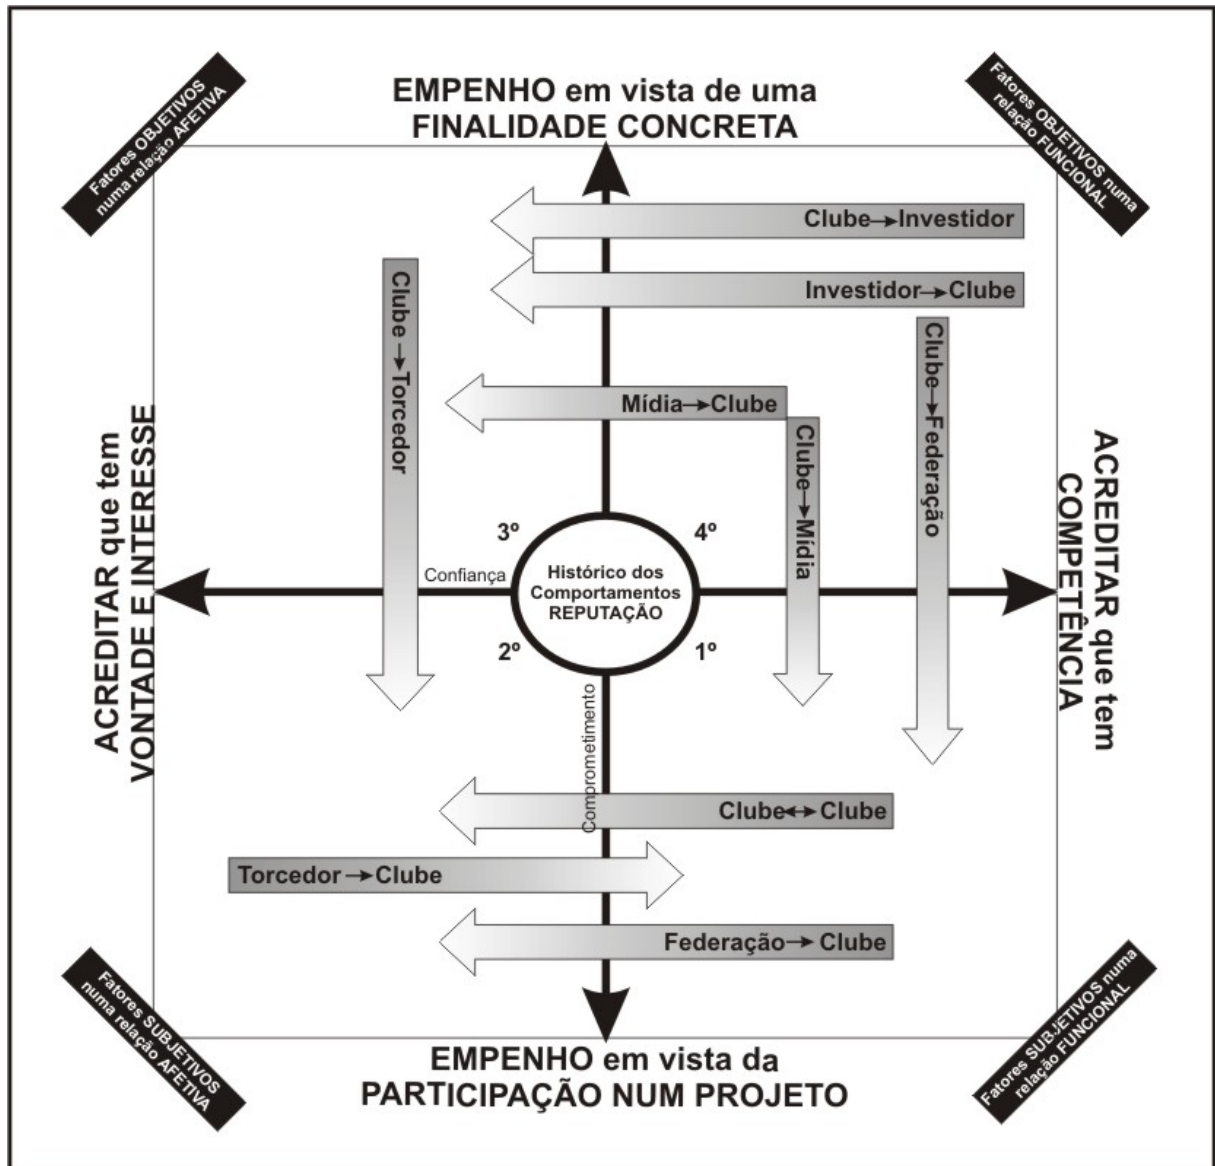 EMPENHO em vista de uma
FINALIDADE CONCRETA
Fatores OBJETIVOS
numa relação AFETIVA
Fatores OBJETIVOS numa
relação FUNCIONAL
Clube→Investidor
Investidor→Clube
Clube→Torcedor
Clube→Federação
Mídia→Clube
Clube→Mídia
ACREDITAR que tem
VONTADE E INTERESSE
ACREDITAR que tem
COMPETÊNCIA
3º
4º
Confiança
Histórico dos
Comportamentos
REPUTAÇÃO
2º
1º
Comprometimento
Clube↔Clube
Torcedor→Clube
Federação→Clube
Fatores SUBJETIVOS
numa relação AFETIVA
Fatores SUBJETIVOS numa
relação FUNCIONAL
EMPENHO em vista da
PARTICIPAÇÃO NUM PROJETO